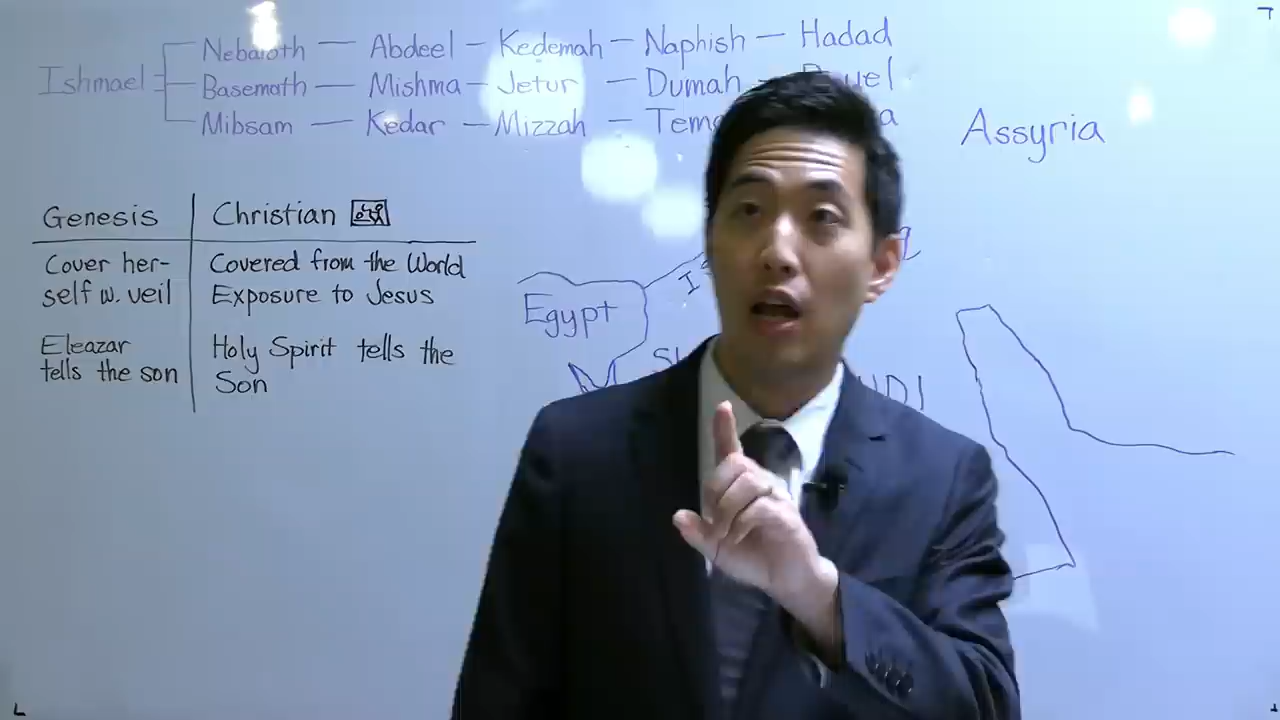 Nebaioth — Abdeel — Kedemah — Naphish — Hadad
Ishmael Basemath — Mishma — Jetur — Dumah
Mibsam — Kedar — Mizzah
Assyria
Genesis Christian
Cover her- Covered from the World
self w. veil Exposure to Jesus
Eleazar Holy Spirit tells the
tells the son Son
Egypt